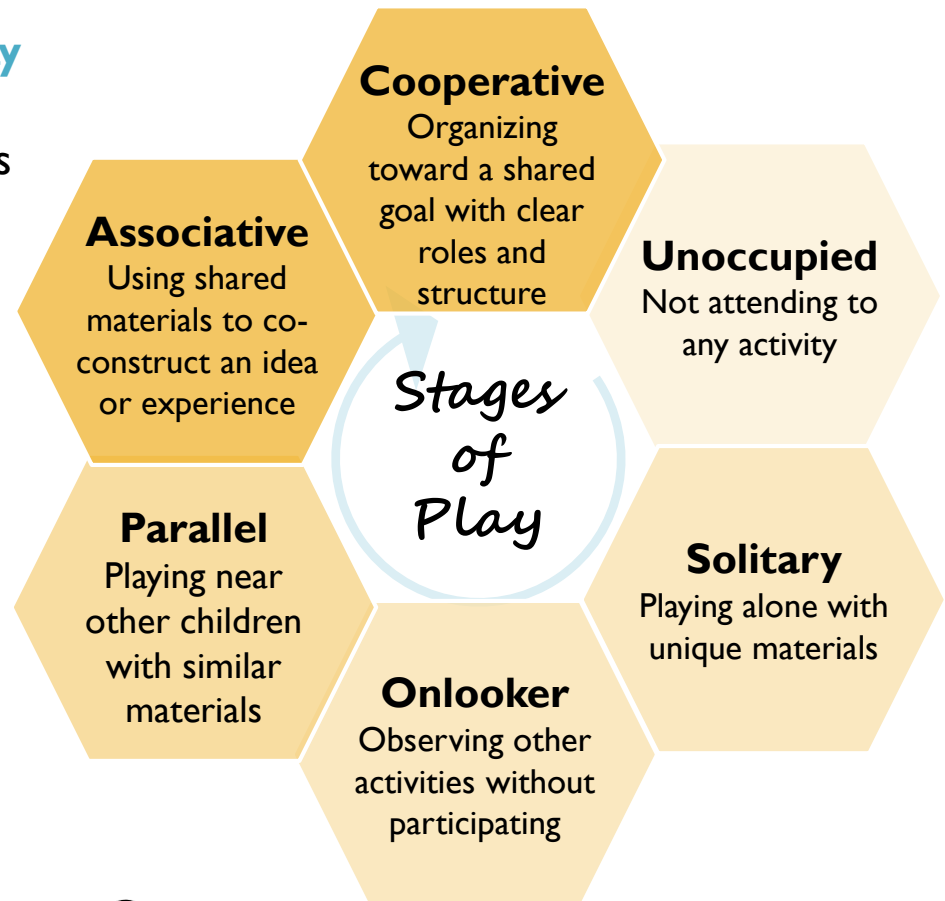 y
s
Cooperative
Organizing
toward a shared
goal with clear
roles and
structure
Unoccupied
Not attending to
any activity
Solitary
Playing alone with
unique materials
Onlooker
Observing other
activities without
participating
Parallel
Playing near
other children
with similar
materials
Associative
Using shared
materials to co-
construct an idea
or experience
Stages
of
Play